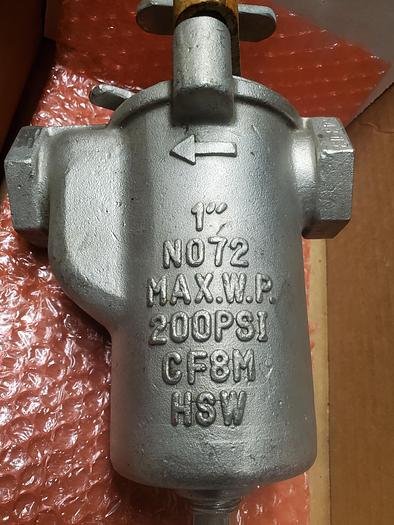 1"
NO72
MAX.W.P.
200PSI
CF8M
HSW